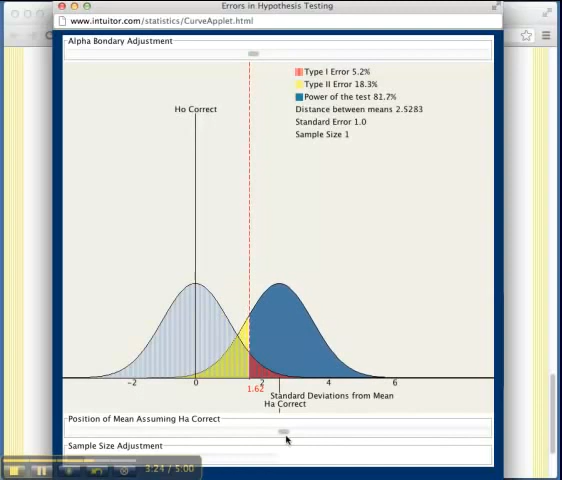 Errors in Hypothesis Testing
www.intuitor.com/statistics/CurveApplet.html
Alpha Bondary Adjustment
Type I Error 5.2%
Type II Error 18.3%
Power of the test 81.7%
Distance between means 2.5283
Standard Error 1.0
Sample Size 1
Ho Correct
-2 0 2 4 6
1.62
Standard Deviations from Mean
Ha Correct
Position of Mean Assuming Ha Correct
Sample Size Adjustment
3:24 / 5:00